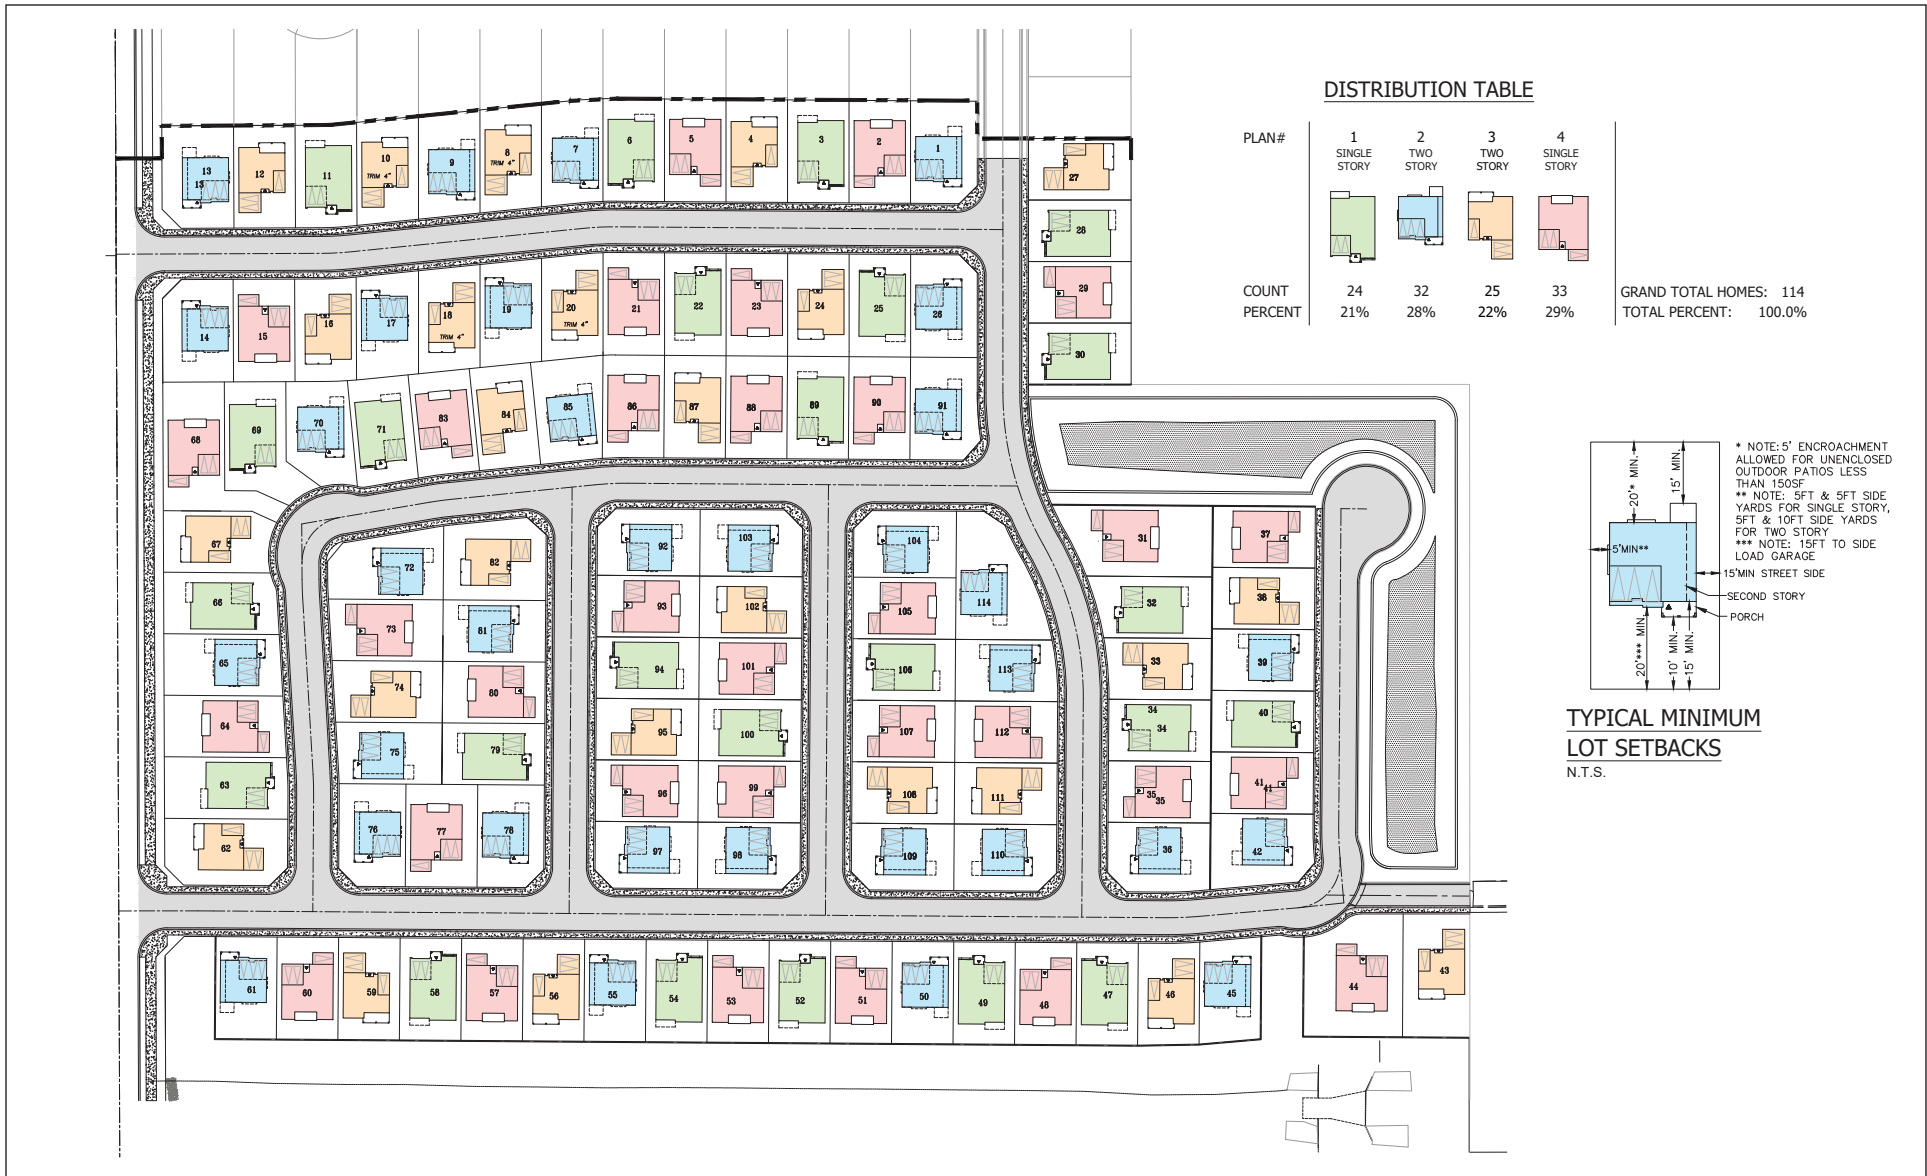 DISTRIBUTION TABLE
PLAN# 1 2 3 4
SINGLE STORY TWO STORY TWO STORY SINGLE STORY
COUNT 24 32 25 33 GRAND TOTAL HOMES: 114
PERCENT 21% 28% 22% 29% TOTAL PERCENT: 100.0%
13 12 11 10 9 8 7 6 5 4 3 2 1
13
TRIM 4" TRIM 4"
27
28
29
30
14 15 16 17 18 19 20 21 22 23 24 25 26
TRIM 4" TRIM 4"
68 69 70 71 83 84 85 86 87 88 89 90 91
67
66
65
64
63
62
72 82
73 81
74 80
75 79
76 77 78
92 103
93 102
94 101
95 100
96 99
97 98
104 114
105
106 113
107 112
108 111
109 110
31 37
32 38
33 39
34 40
34
35 41
35 41
36 42
61 60 59 58 57 56 55 54 53 52 51 50 49 48 47 46 45 44 43
20'* MIN.
15' MIN.
5'MIN**
20'*** MIN.
10' MIN.
15' MIN.
* NOTE: 5' ENCROACHMENT
ALLOWED FOR UNENCLOSED
OUTDOOR PATIOS LESS
THAN 150SF
** NOTE: 5FT & 5FT SIDE
YARDS FOR SINGLE STORY,
5FT & 10FT SIDE YARDS
FOR TWO STORY
*** NOTE: 15FT TO SIDE
LOAD GARAGE
15'MIN STREET SIDE
SECOND STORY
PORCH
TYPICAL MINIMUM
LOT SETBACKS
N.T.S.